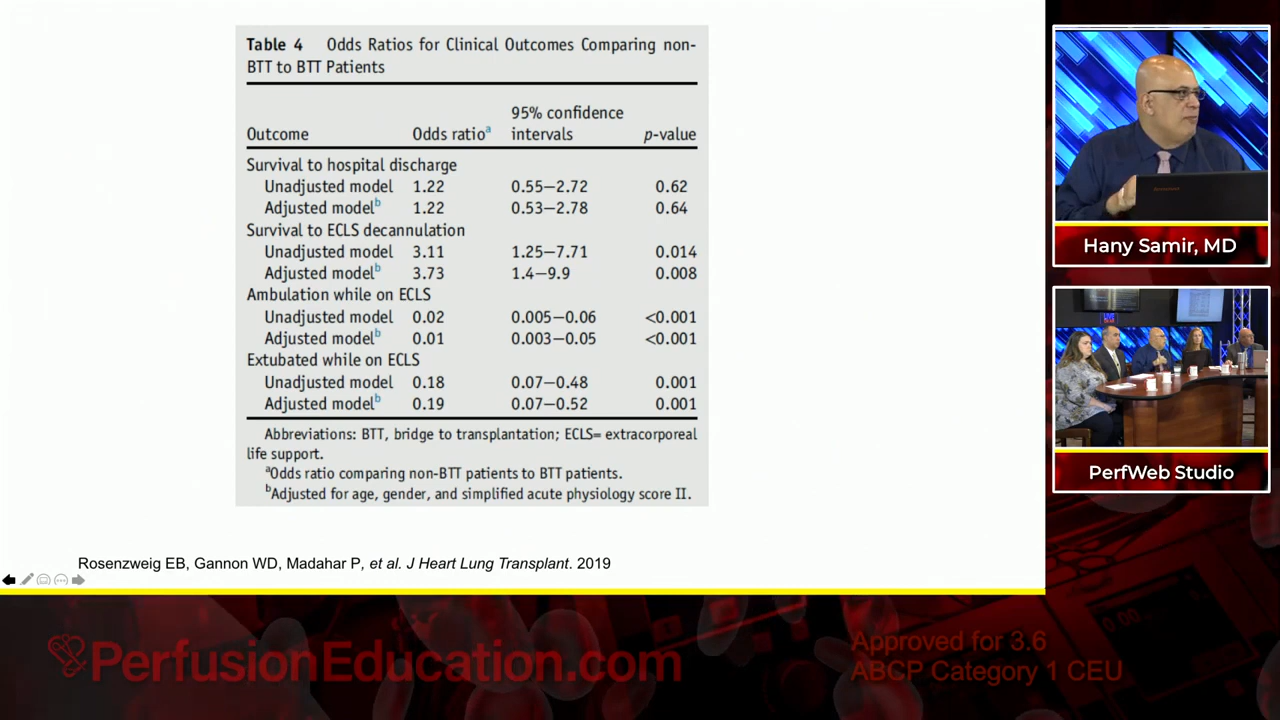 Table 4 Odds Ratios for Clinical Outcomes Comparing non-
BTT to BTT Patients
Outcome Odds ratioᵃ 95% confidence intervals p-value
Survival to hospital discharge
Unadjusted model 1.22 0.55–2.72 0.62
Adjusted modelᵇ 1.22 0.53–2.78 0.64
Survival to ECLS decannulation
Unadjusted model 3.11 1.25–7.71 0.014
Adjusted modelᵇ 3.73 1.4–9.9 0.008
Ambulation while on ECLS
Unadjusted model 0.02 0.005–0.06 <0.001
Adjusted modelᵇ 0.01 0.003–0.05 <0.001
Extubated while on ECLS
Unadjusted model 0.18 0.07–0.48 0.001
Adjusted modelᵇ 0.19 0.07–0.52 0.001
Abbreviations: BTT, bridge to transplantation; ECLS= extracorporeal
life support.
ᵃOdds ratio comparing non-BTT patients to BTT patients.
ᵇAdjusted for age, gender, and simplified acute physiology score II.
Rosenzweig EB, Gannon WD, Madahar P, et al. J Heart Lung Transplant. 2019
Hany Samir, MD
PerfWeb Studio
PerfusionEducation.com
Approved for 3.6
ABCP Category 1 CEU